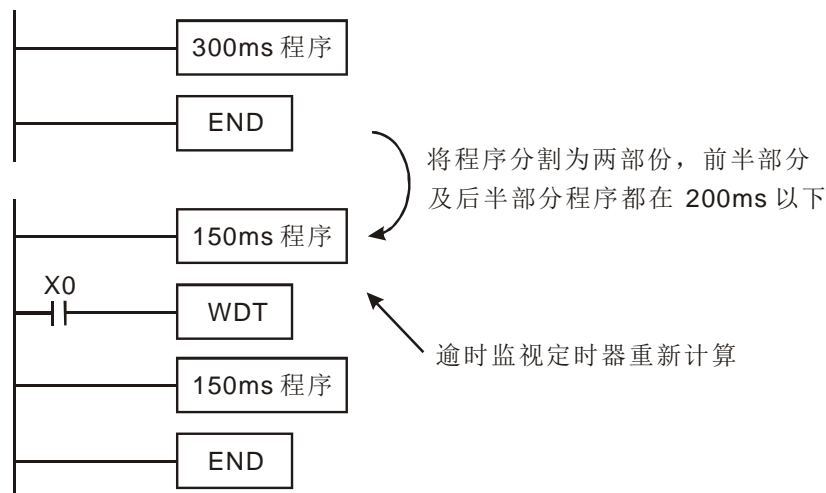 300ms 程序
END
将程序分割为两部份，前半部分
及后半部分程序都在 200ms 以下
150ms 程序
X0
WDT
逾时监视定时器重新计算
150ms 程序
END